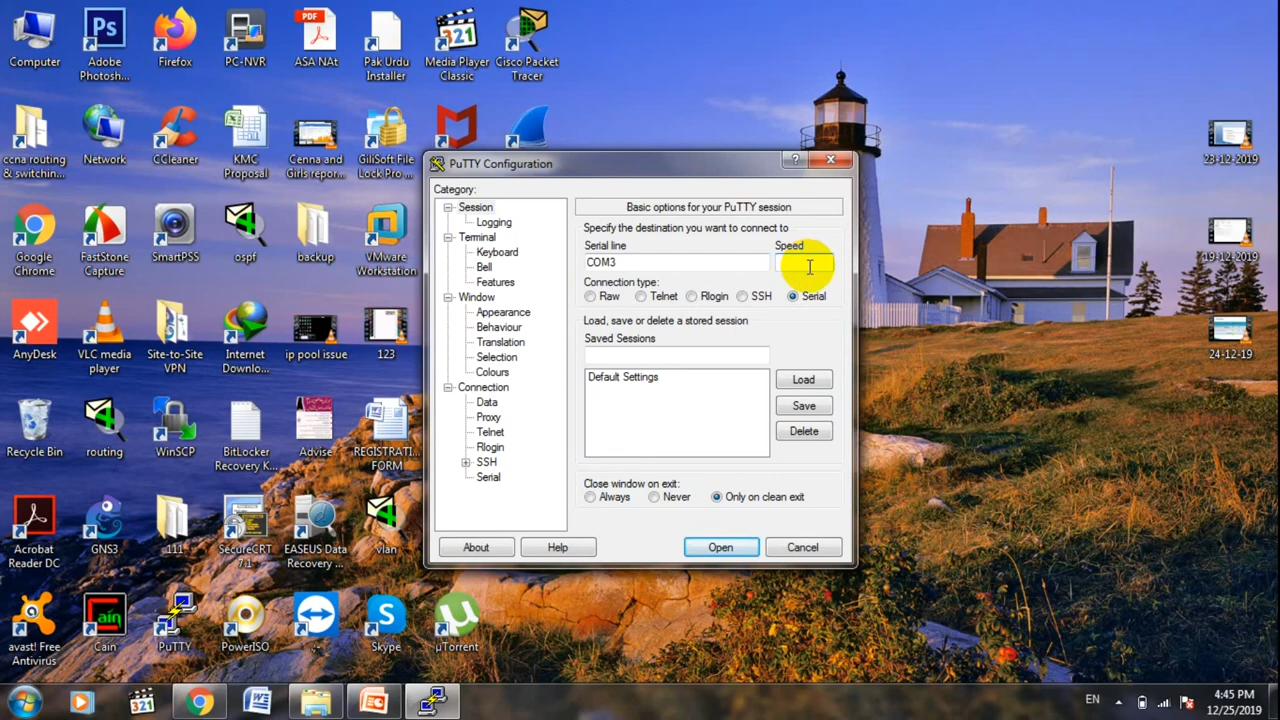 Computer
Adobe
Photosh...
Firefox
PC-NVR
PDF
ASA NAt
Pak Urdu
Installer
321
Media Player
Classic
Cisco Packet
Tracer
ccna routing
& switchin...
Network
CCleaner
KMC
Proposal
Cenna and
Girls repor...
GiliSoft File
Lock Pro ...
23-12-2019
Google
Chrome
FastStone
Capture
SmartPSS
ospf
backup
VMware
Workstation
19-12-2019
AnyDesk
VLC media
player
Site-to-Site
VPN
Internet
Downlo...
ip pool issue
123
24-12-19
Recycle Bin
routing
WinSCP
BitLocker
Recovery K...
Advise
REGISTRATI...
FORM
Acrobat
Reader DC
GNS3
111
SecureCRT
7.1
EASEUS Data
Recovery ...
vlan
avast! Free
Antivirus
Cain
PuTTY
PowerISO
Skype
µTorrent
PuTTY Configuration
?
Category:
Session
Logging
Terminal
Keyboard
Bell
Features
Window
Appearance
Behaviour
Translation
Selection
Colours
Connection
Data
Proxy
Telnet
Rlogin
SSH
Serial
Basic options for your PuTTY session
Specify the destination you want to connect to
Serial line Speed
COM3
Connection type:
Raw Telnet Rlogin SSH Serial
Load, save or delete a stored session
Saved Sessions
Default Settings
Load
Save
Delete
Close window on exit:
Always Never Only on clean exit
About Help Open Cancel
321
EN
4:45 PM
12/25/2019